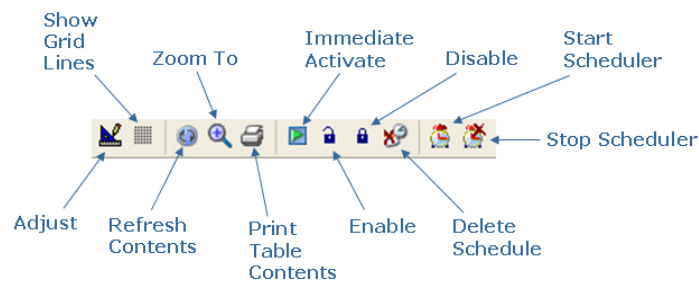 Show
Grid
Lines
Zoom To
Immediate
Activate
Disable
Start
Scheduler
Stop Scheduler
Adjust
Refresh
Contents
Print
Table
Contents
Enable
Delete
Schedule